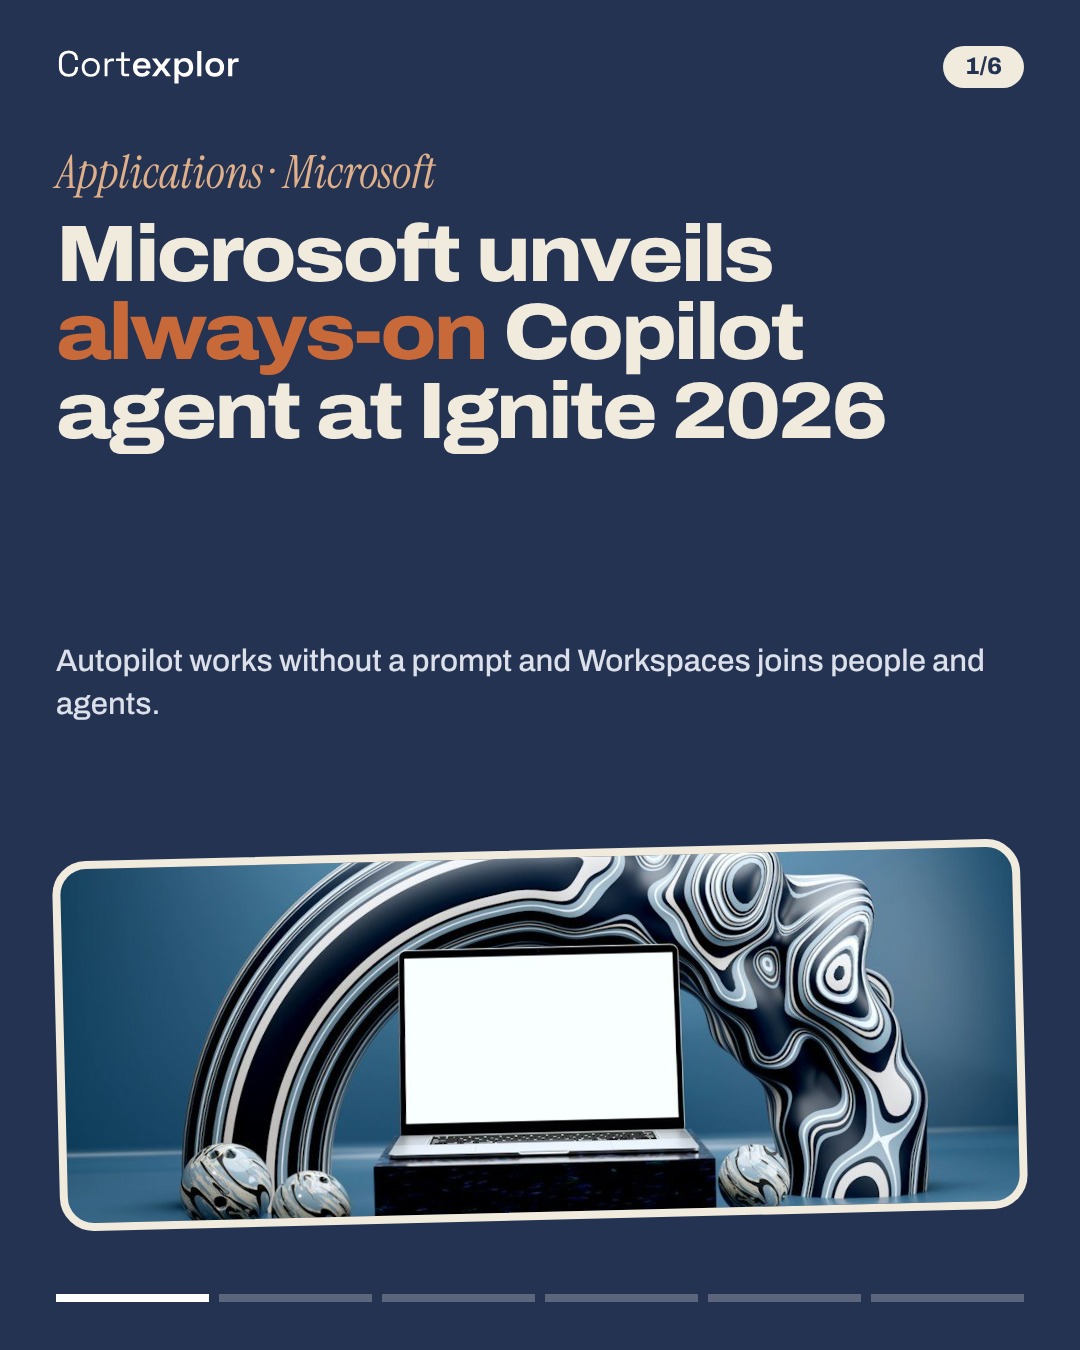 Cortexplor
1/6
Applications · Microsoft
Microsoft unveils
always-on Copilot
agent at Ignite 2026
Autopilot works without a prompt and Workspaces joins people and
agents.